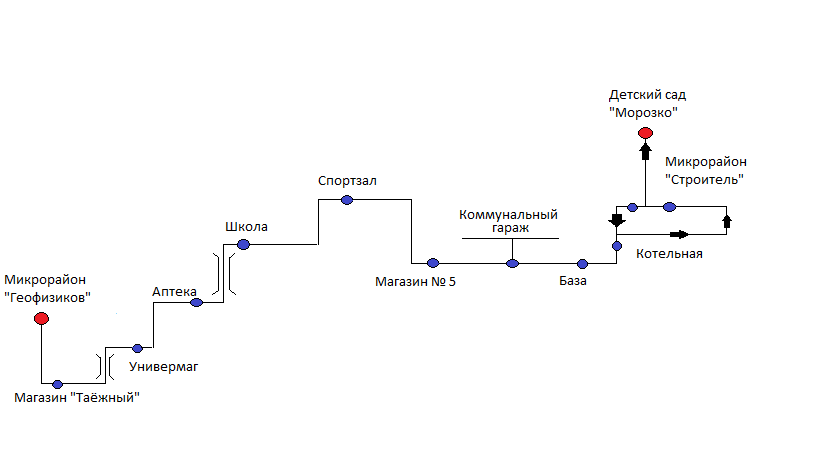 Детский сад
"Морозко"
Микрорайон
"Строитель"
Спортзал
Коммунальный
гараж
Школа
Котельная
Микрорайон
"Геофизиков"
Аптека
Магазин № 5
База
Универмаг
Магазин "Таёжный"